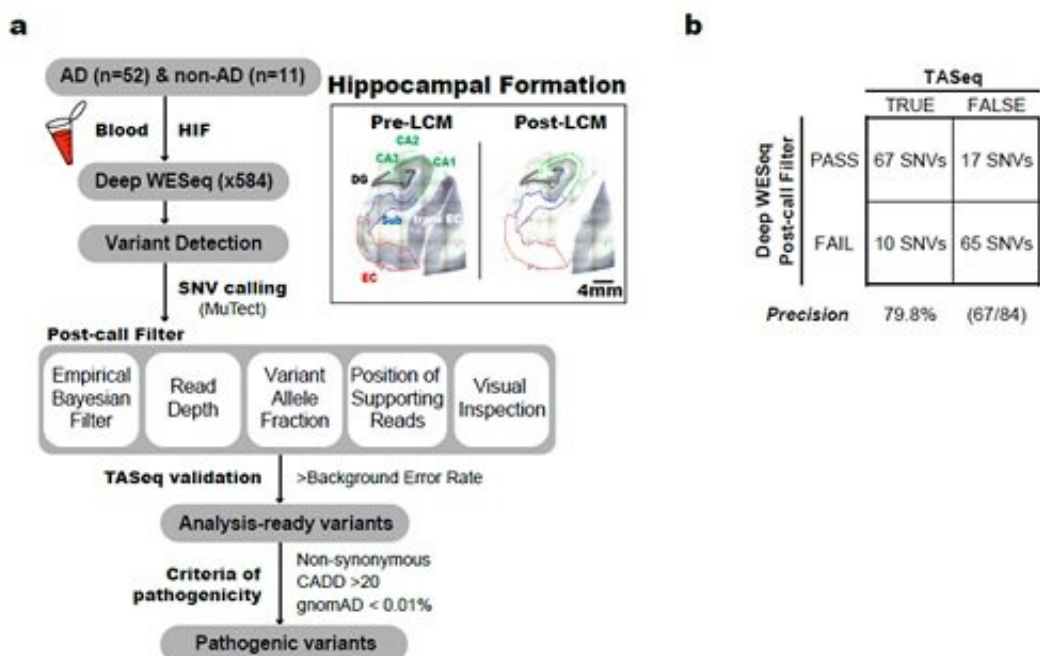 a
AD (n=52) & non-AD (n=11)
Blood HIF
Deep WESeq (x584)
Variant Detection
SNV calling
(MuTect)
Hippocampal Formation
Pre-LCM Post-LCM
CA2
CA3 CA1
DG
Sub trans EC
EC
4mm
Post-call Filter
Empirical
Bayesian
Filter
Read
Depth
Variant
Allele
Fraction
Position of
Supporting
Reads
Visual
Inspection
TASeq validation >Background Error Rate
Analysis-ready variants
Criteria of
pathogenicity
Non-synonymous
CADD >20
gnomAD < 0.01%
Pathogenic variants
b
TASeq
TRUE FALSE
Deep WESeq
Post-call Filter
PASS 67 SNVs 17 SNVs
FAIL 10 SNVs 65 SNVs
Precision 79.8% (67/84)